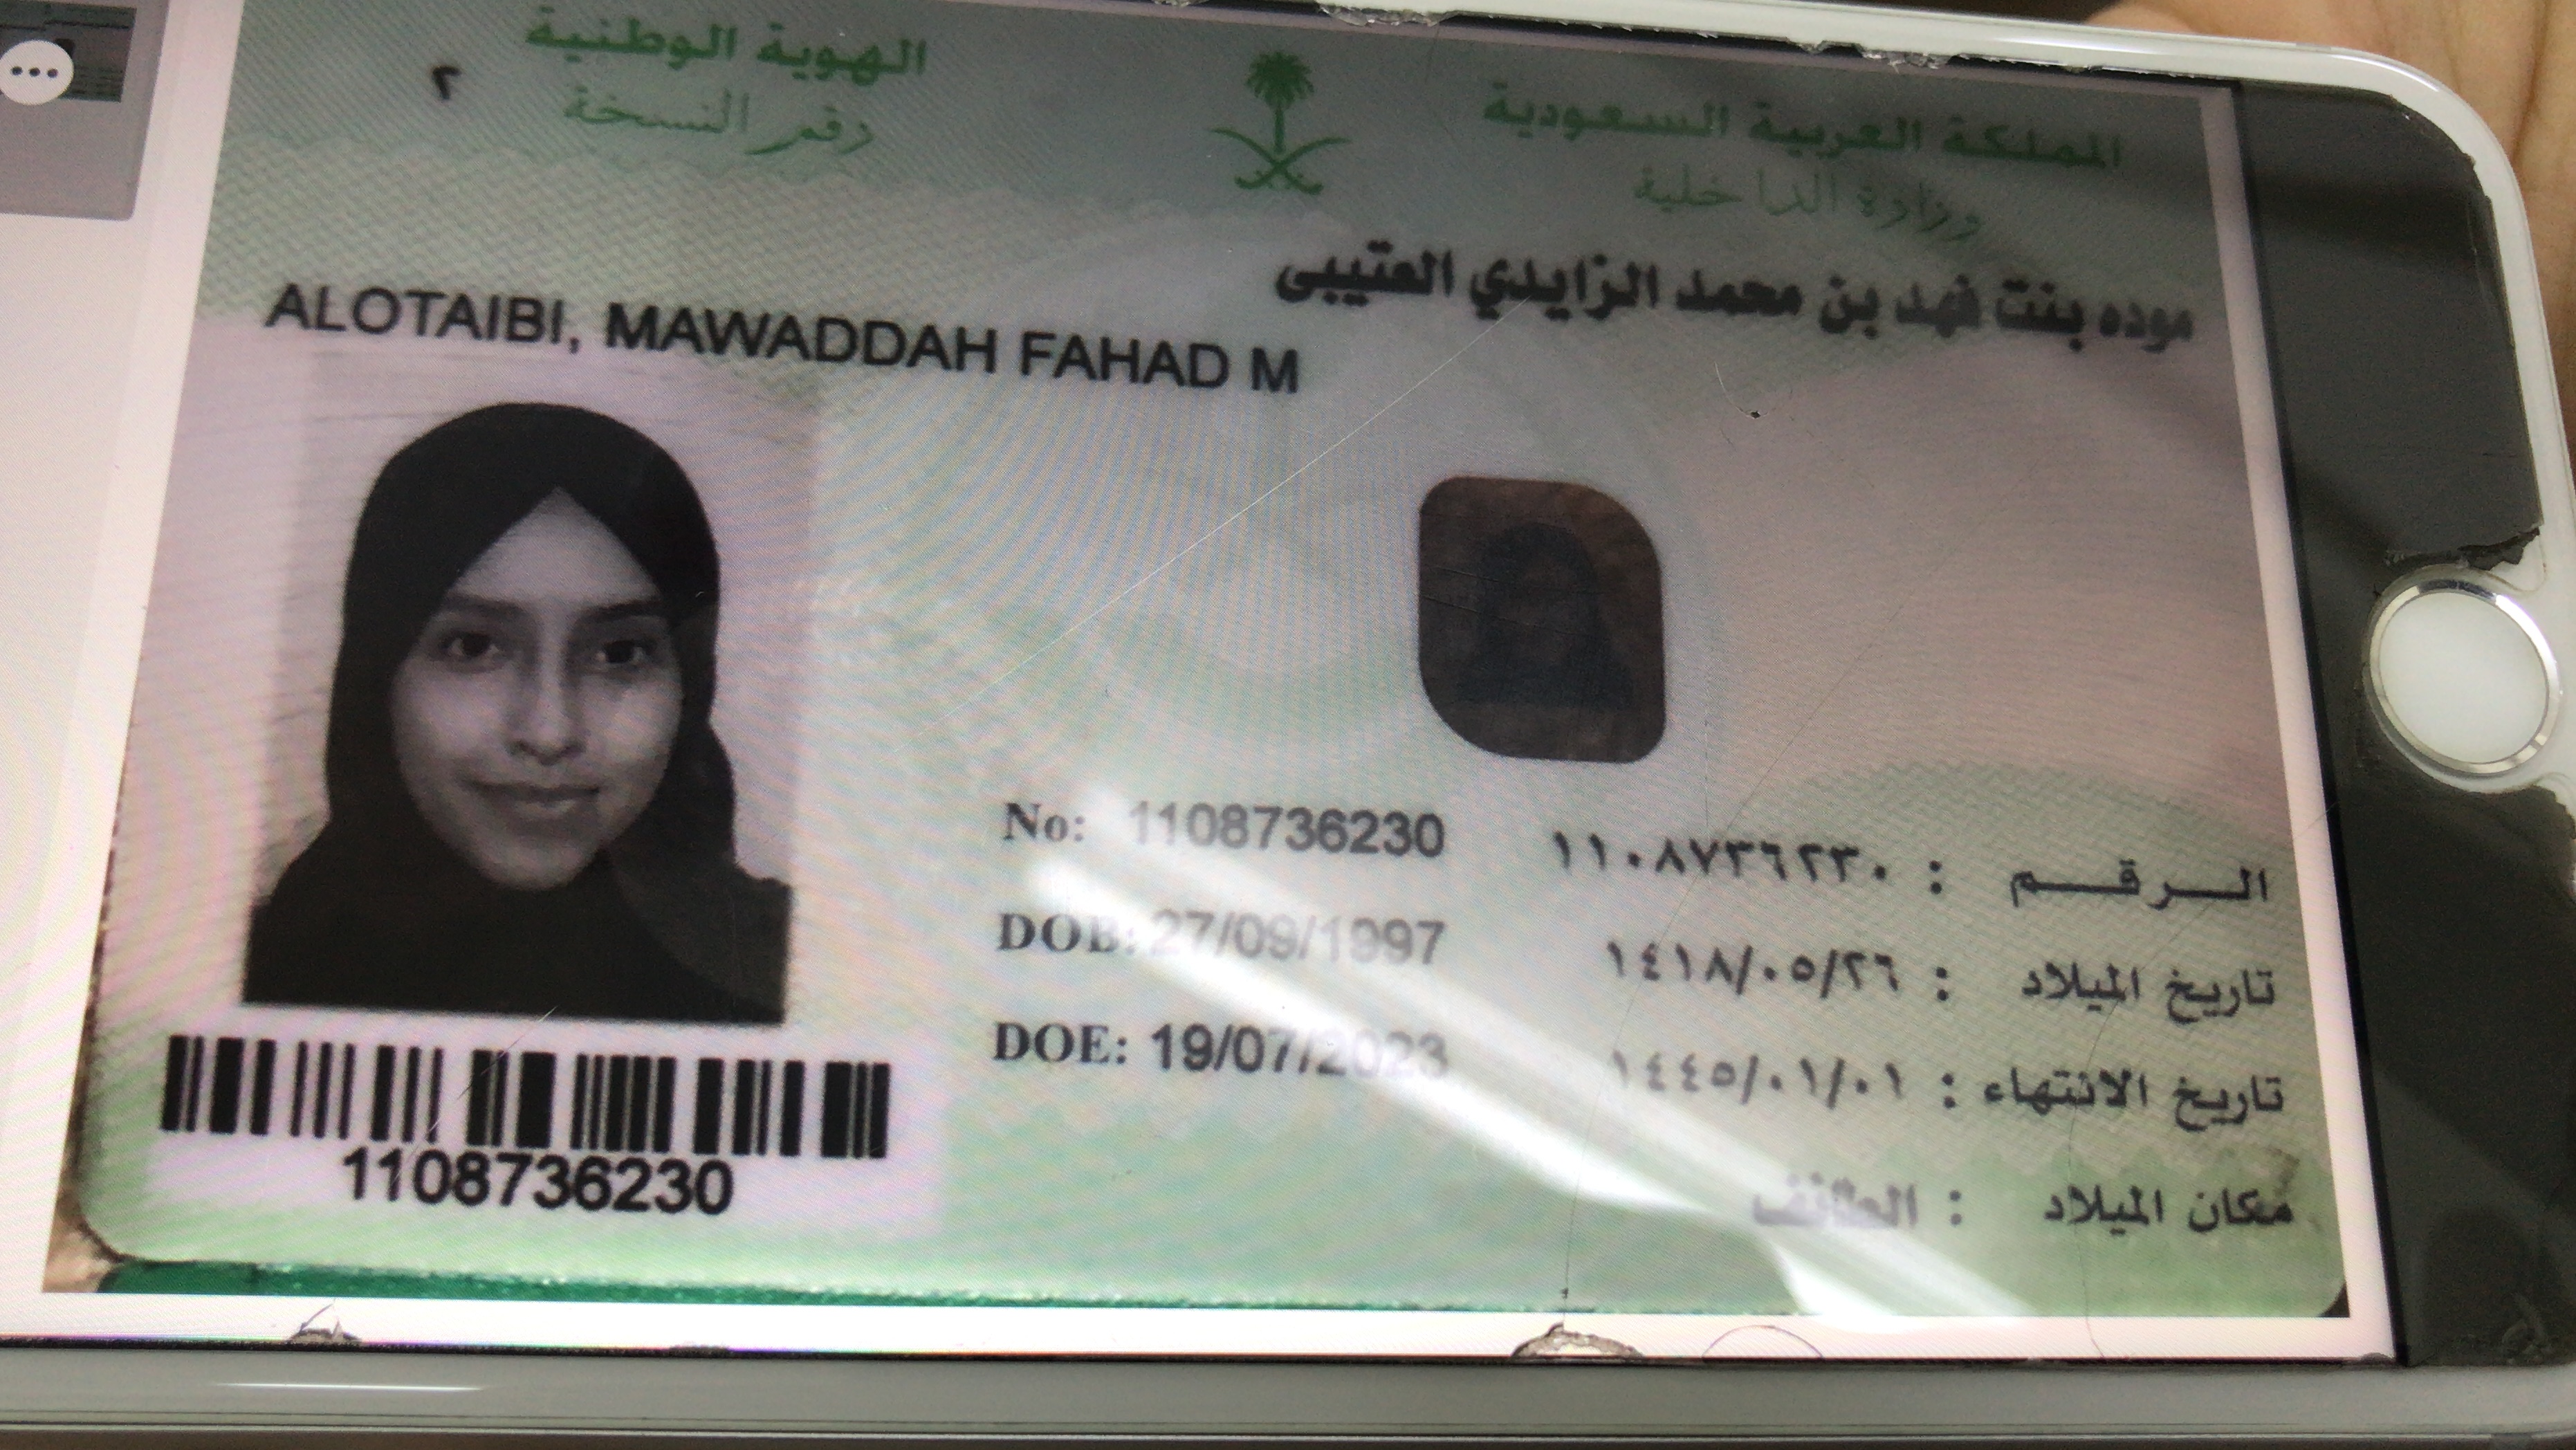 المملكة العربية السعودية
وزارة الداخلية
الهوية الوطنية
رقم النسخة ٢
موده بنت فهد بن محمد الزايدي العتيبى
ALOTAIBI, MAWADDAH FAHAD M
الرقم : ١١٠٨٧٣٦٢٣٠
No: 1108736230
تاريخ الميلاد : ١٤١٨/٠٥/٢٦
DOB: 27/09/1997
تاريخ الانتهاء : ١٤٤٥/٠١/٠١
DOE: 19/07/2023
مكان الميلاد : الطائف
1108736230